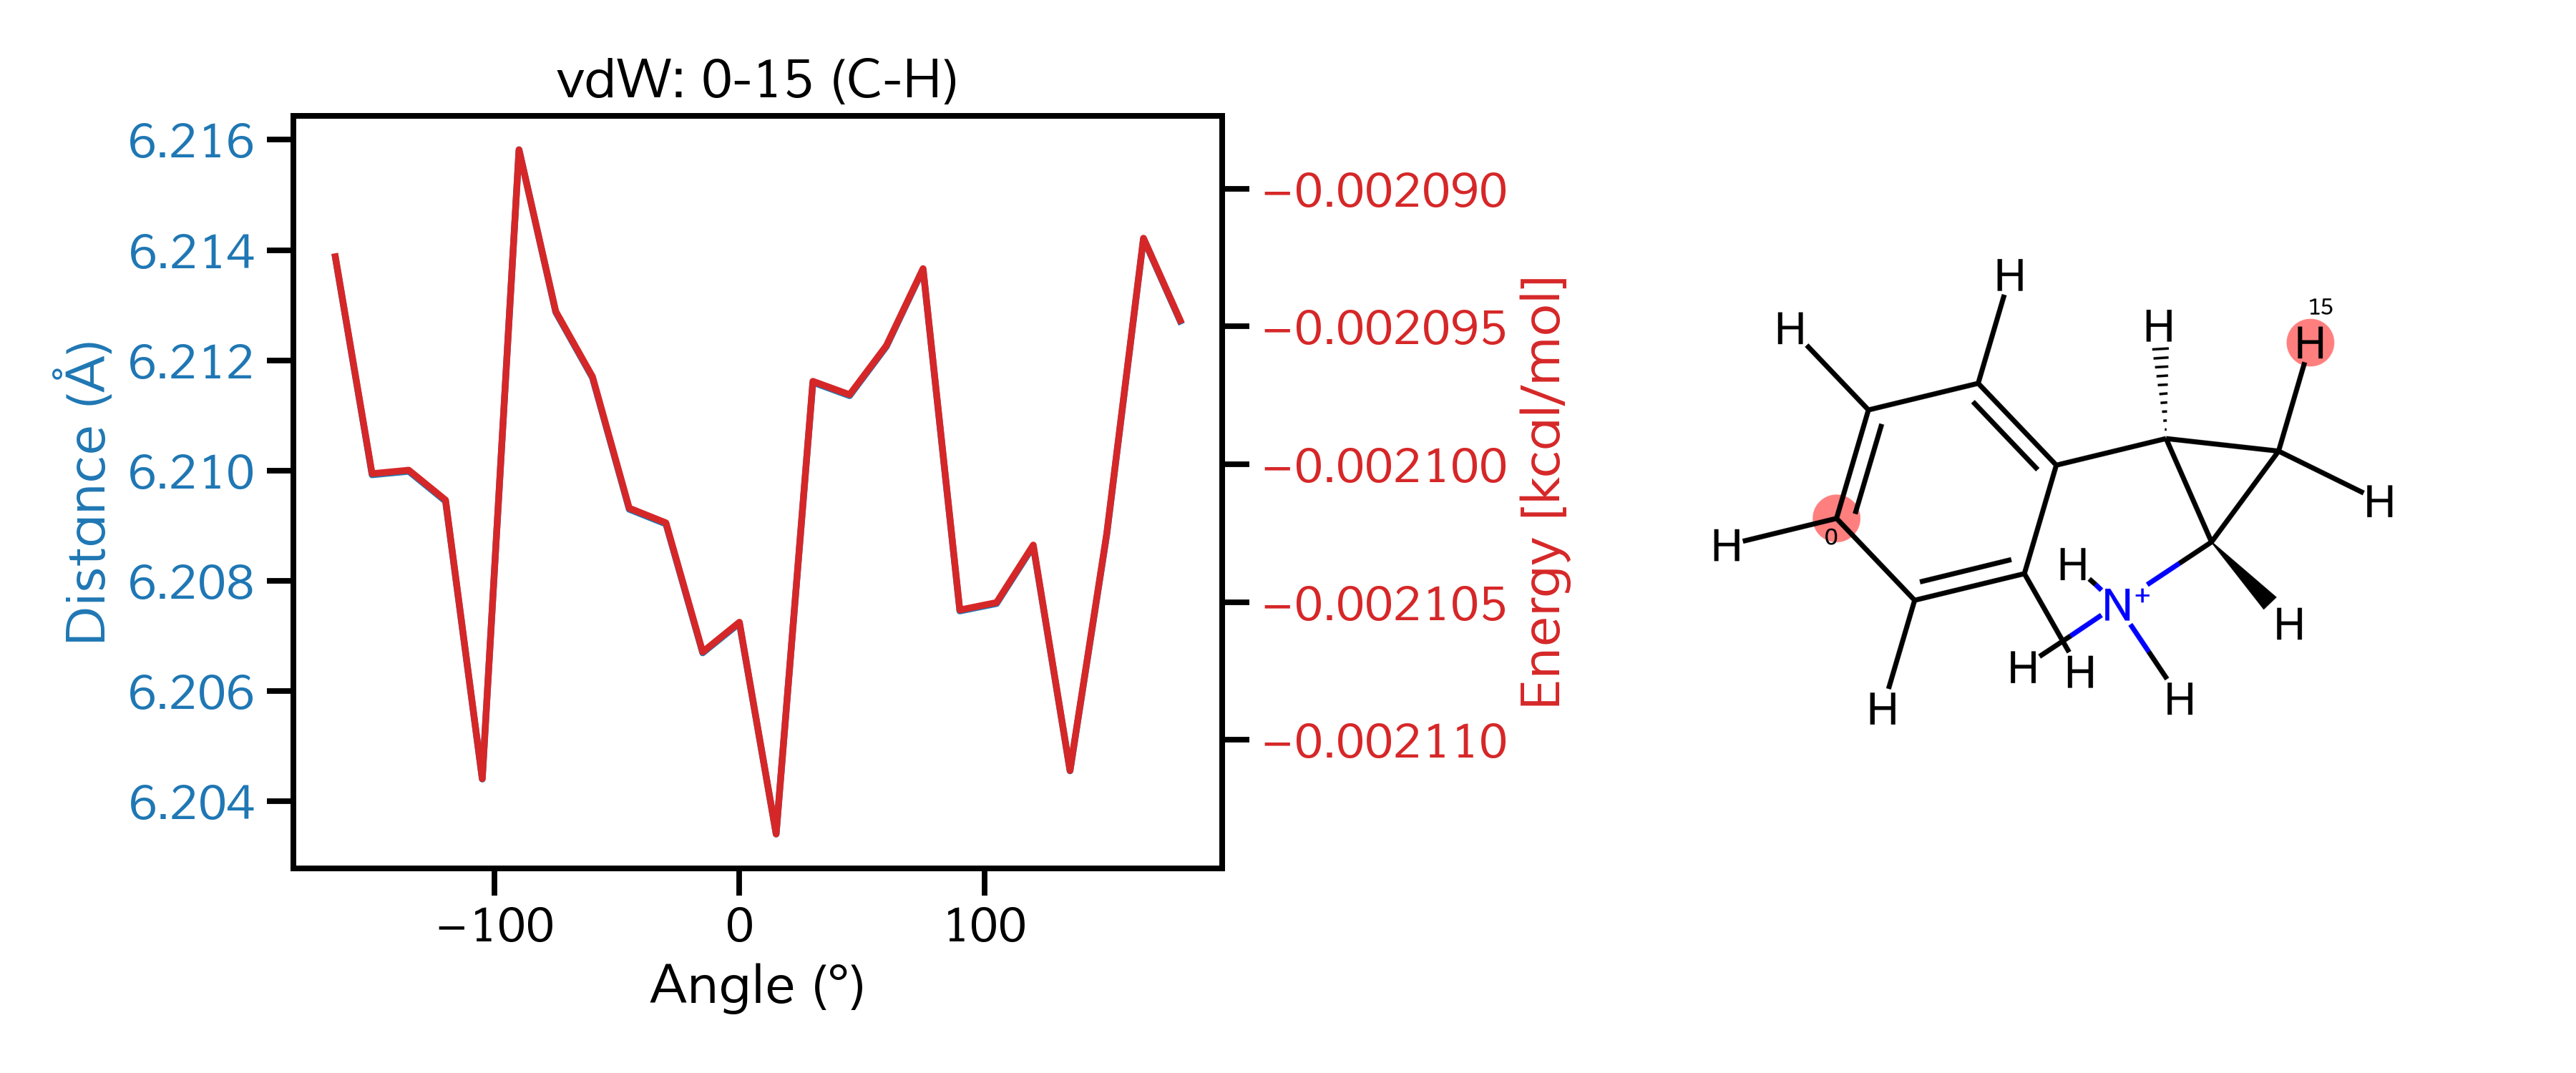 vdW: 0-15 (C-H)
6.216
6.214
6.212
6.210
6.208
6.206
6.204
Distance (Å)
−100
0
100
Angle (°)
−0.002090
−0.002095
−0.002100
−0.002105
−0.002110
Energy [kcal/mol]
H
15
H
H
H
H
H
0
H
H
N+
H
H
H
H
H